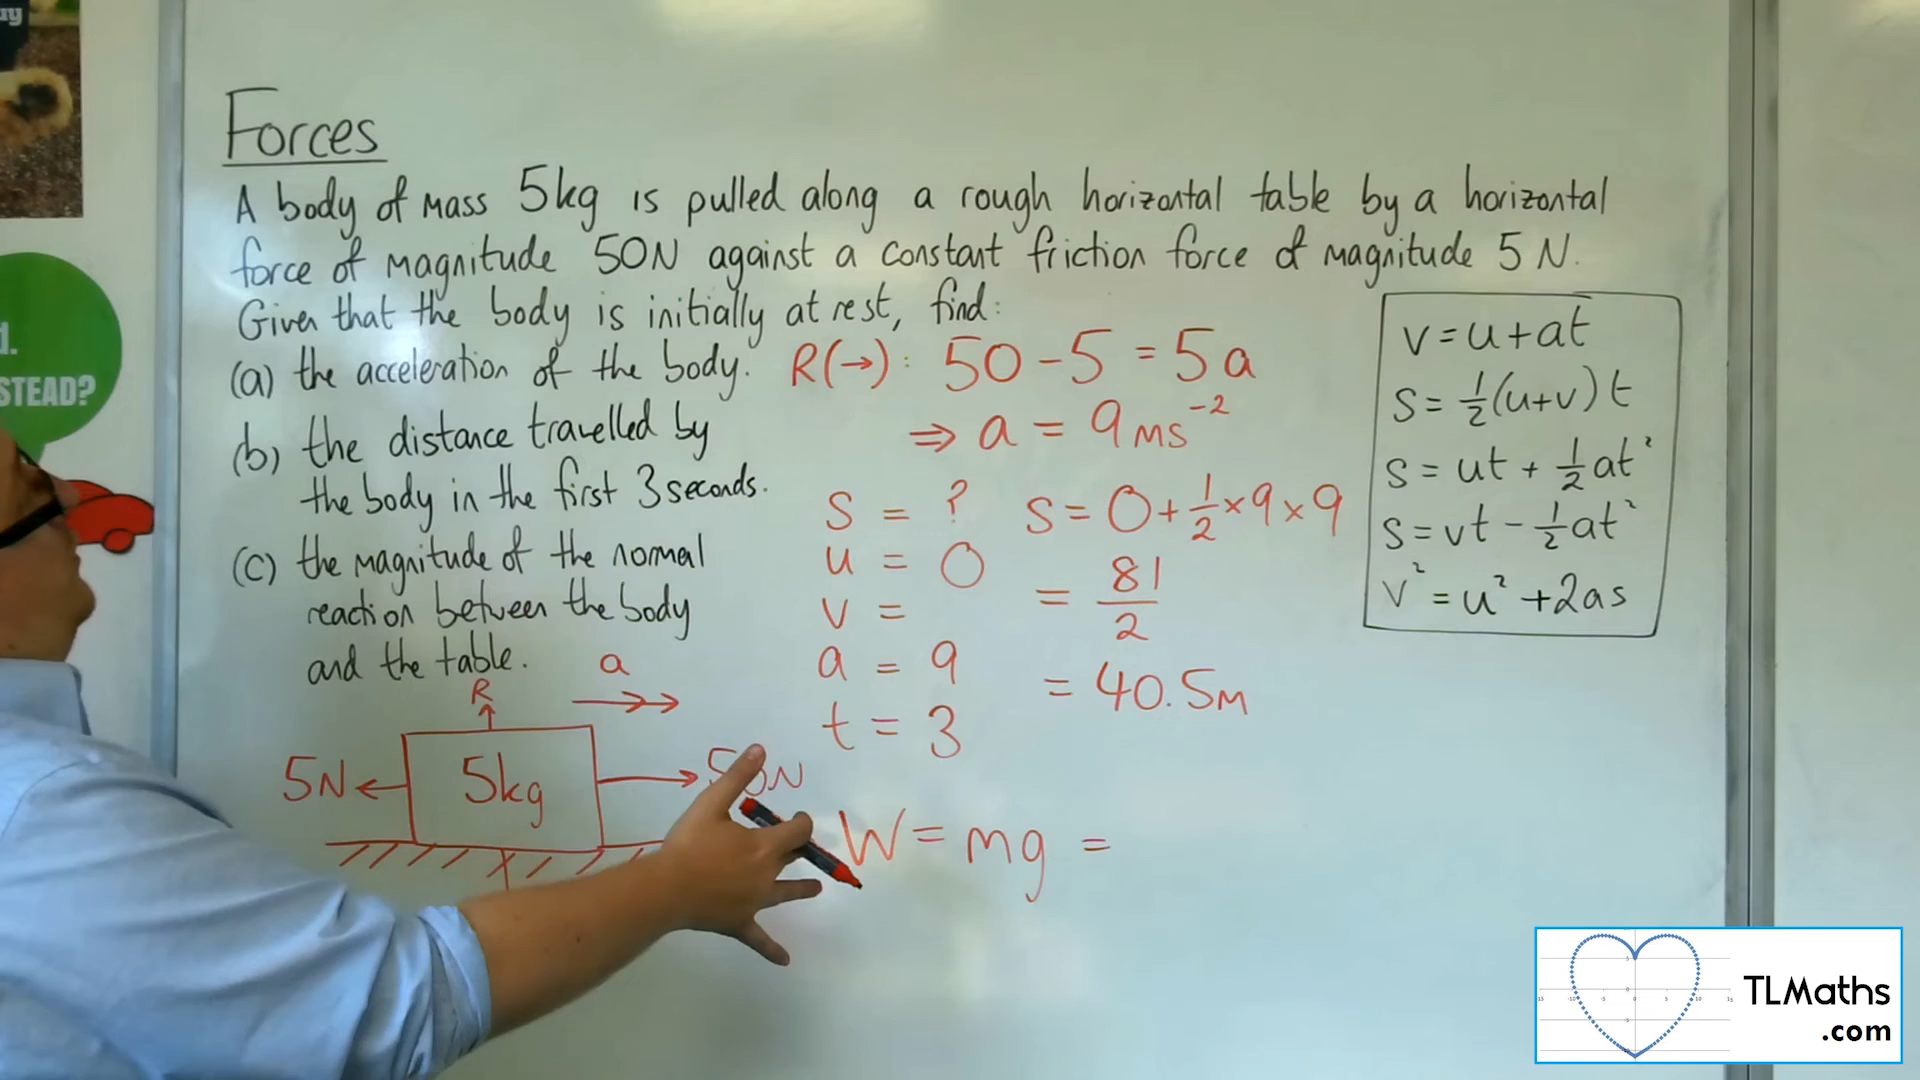 Forces
A body of mass 5kg is pulled along a rough horizontal table by a horizontal
force of magnitude 50N against a constant friction force of magnitude 5N.
Given that the body is initially at rest, find:
(a) the acceleration of the body.
(b) the distance travelled by
the body in the first 3 seconds.
(c) the magnitude of the normal
reaction between the body
and the table.
R(→): 50 - 5 = 5a
⇒ a = 9ms⁻²
s = ?
u = 0
v =
a = 9
t = 3
s = 0 + 1/2 × 9 × 9
= 81/2
= 40.5m
v = u + at
s = 1/2(u+v)t
s = ut + 1/2at²
s = vt - 1/2at²
v² = u² + 2as
R
a
5N
5kg
50N
W = mg =
STEAD?
TLMaths
.com